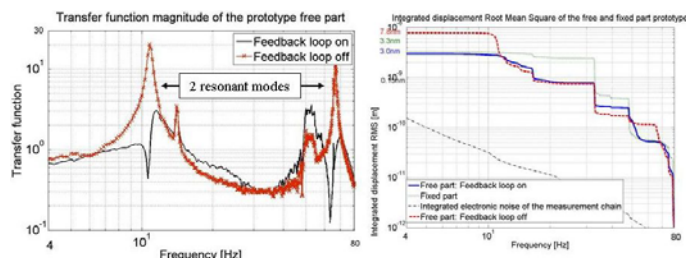 Transfer function magnitude of the prototype free part
30
Feedback loop on
Feedback loop off
10¹
2 resonant modes
10⁰
10⁻¹
Transfer function
4
10¹
80
Frequency [Hz]
Integrated displacement Root Mean Square of the free and fixed part prototype
3.3nm
3.0nm
10⁻⁹
10⁻¹⁰
10⁻¹¹
10⁻¹²
Integrated displacement RMS [m]
Free part: Feedback loop on
Fixed part
Integrated electronic noise of the measurement chain
Free part: Feedback loop off
4
10¹
80
Frequency [Hz]